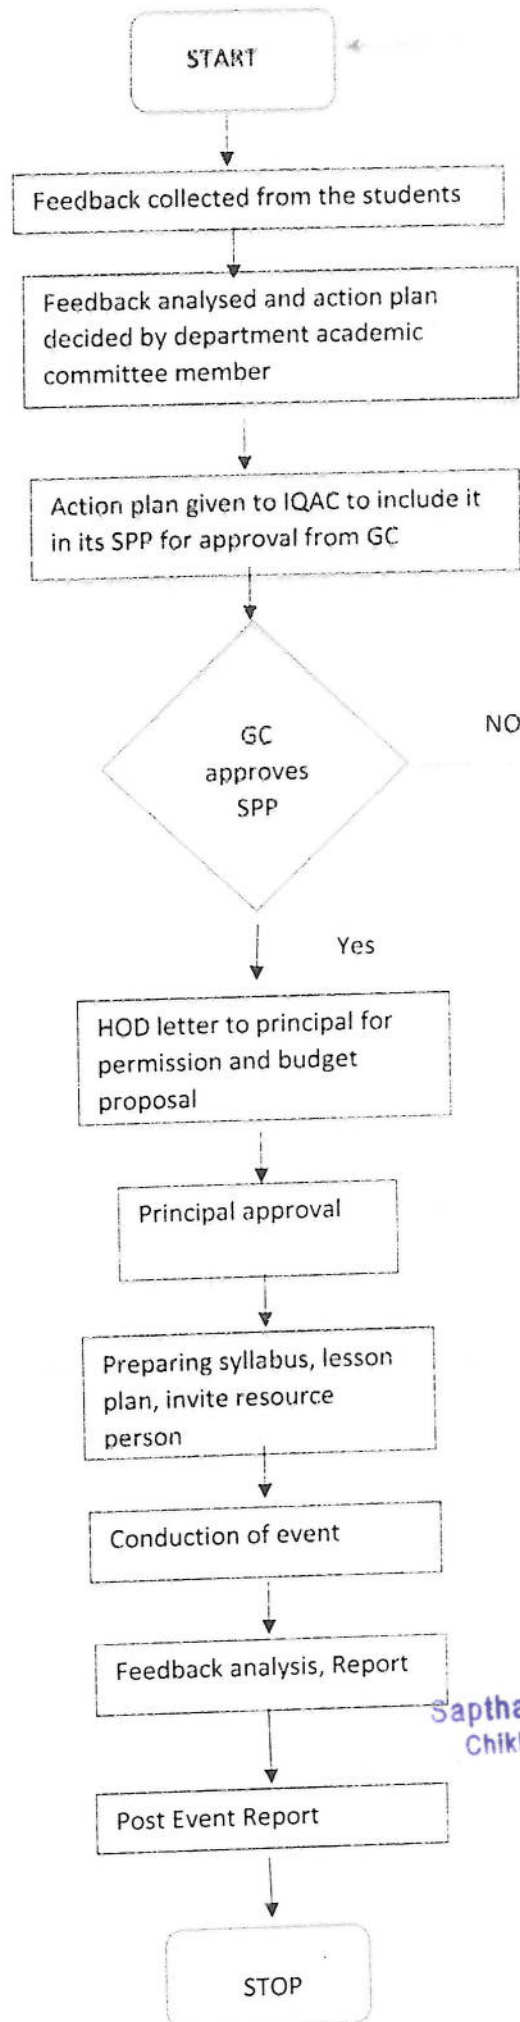 START
Feedback collected from the students
Feedback analysed and action plan
decided by department academic
committee member
Action plan given to IQAC to include it
in its SPP for approval from GC
GC
approves
SPP
NO
Yes
HOD letter to principal for
permission and budget
proposal
Principal approval
Preparing syllabus, lesson
plan, invite resource
person
Conduction of event
Feedback analysis, Report
Post Event Report
STOP